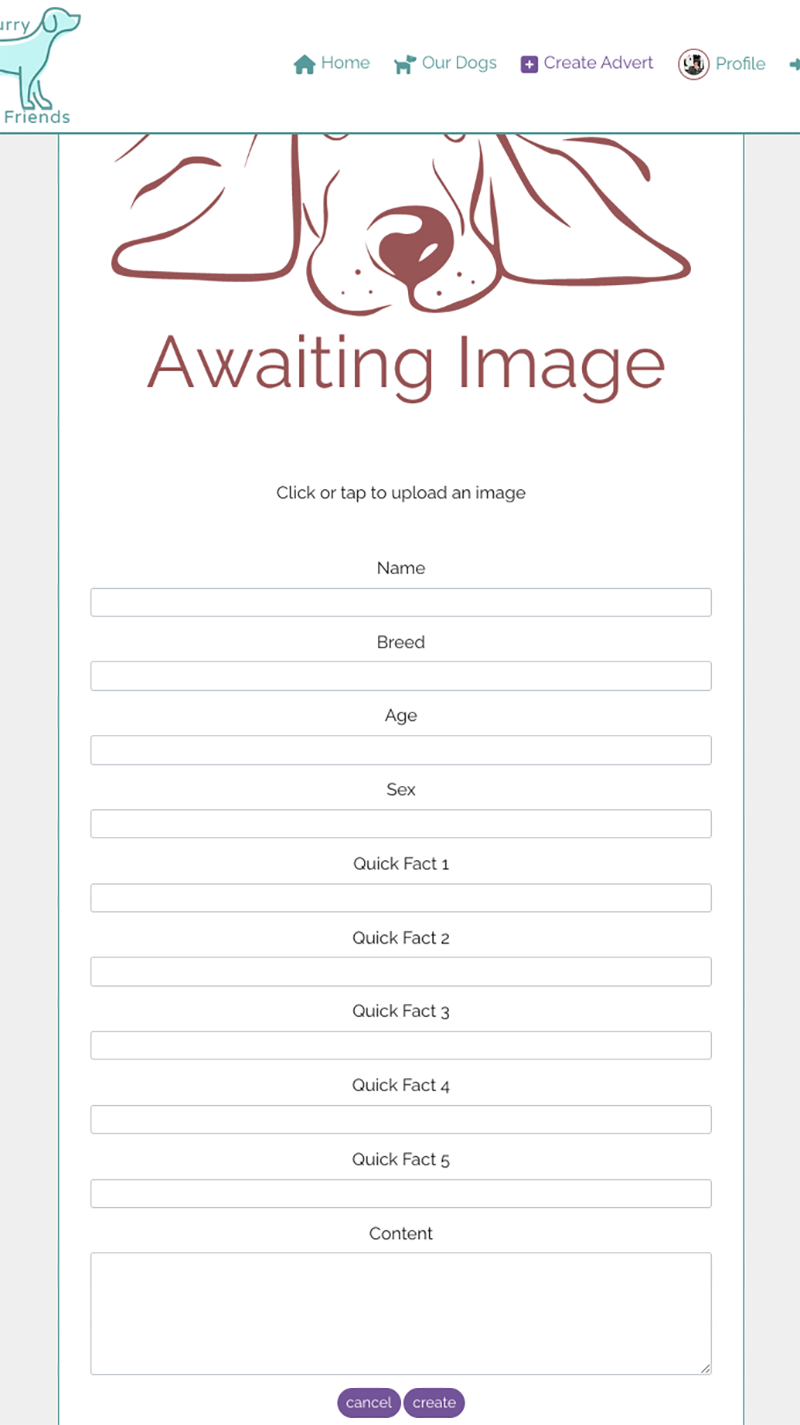 urry
Friends
Home
Our Dogs
Create Advert
Profile
Awaiting Image
Click or tap to upload an image
Name
Breed
Age
Sex
Quick Fact 1
Quick Fact 2
Quick Fact 3
Quick Fact 4
Quick Fact 5
Content
cancel
create